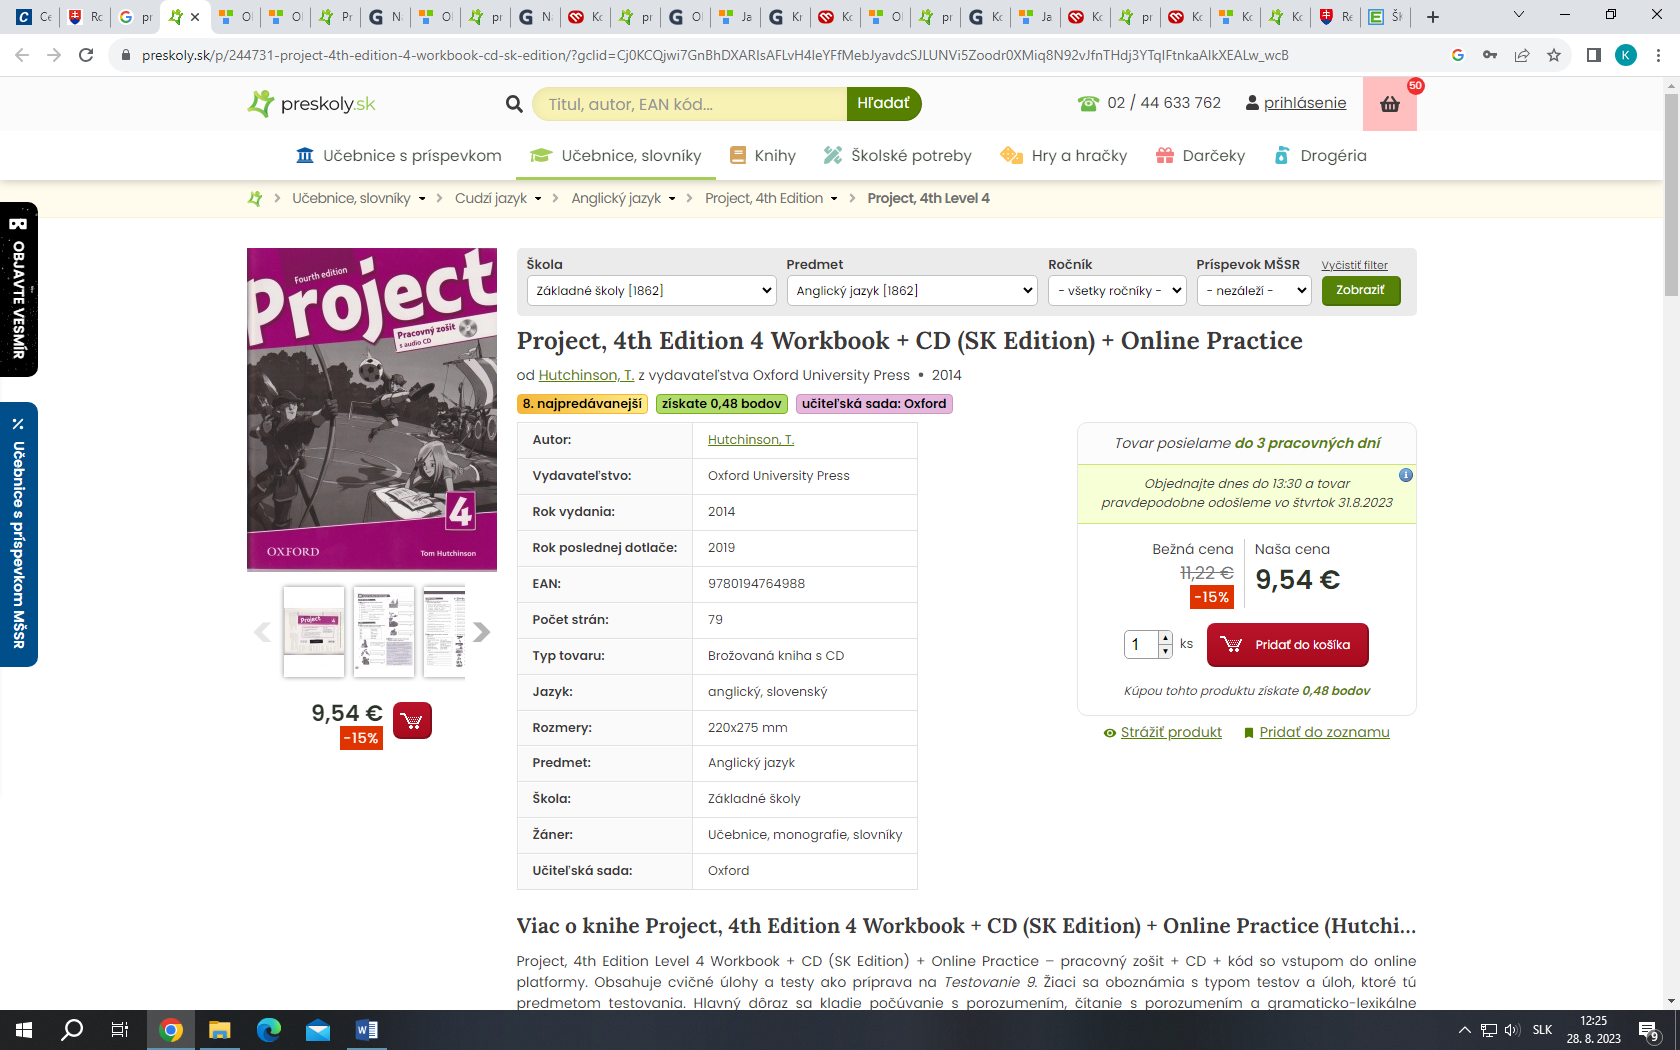 preskoly.sk/p/244731-project-4th-edition-4-workbook-cd-sk-edition/?gclid=Cj0KCQjwi7GnBhDXARIsAFLvH4IeYFfMebJyavdcSJLUNVi5Zoodr0XMiq8N92vJfnTHdj3YTqIFtnkaAlkXEALw_wcB
K
preskoly.sk
Titul, autor, EAN kód...
Hľadať
02 / 44 633 762
prihlásenie
50
Učebnice s príspevkom
Učebnice, slovníky
Knihy
Školské potreby
Hry a hračky
Darčeky
Drogéria
Učebnice, slovníky
Cudzí jazyk
Anglický jazyk
Project, 4th Edition
Project, 4th Level 4
OBJAVTE VESMÍR
Učebnice s príspevkom MŠSR
Fourth edition
Project
Pracovný zošit
s audio CD
4
OXFORD
Tom Hutchinson
9,54 €
-15%
Škola
Predmet
Ročník
Príspevok MŠSR
Vyčistiť filter
Základné školy [1862]
Anglický jazyk [1862]
- všetky ročníky -
- nezáleží -
Zobraziť
Project, 4th Edition 4 Workbook + CD (SK Edition) + Online Practice
od Hutchinson, T. z vydavateľstva Oxford University Press • 2014
8. najpredávanejší
získate 0,48 bodov
učiteľská sada: Oxford
Autor: Hutchinson, T.
Vydavateľstvo: Oxford University Press
Rok vydania: 2014
Rok poslednej dotlače: 2019
EAN: 9780194764988
Počet strán: 79
Typ tovaru: Brožovaná kniha s CD
Jazyk: anglický, slovenský
Rozmery: 220x275 mm
Predmet: Anglický jazyk
Škola: Základné školy
Žáner: Učebnice, monografie, slovníky
Učiteľská sada: Oxford
Tovar posielame do 3 pracovných dní
Objednajte dnes do 13:30 a tovar
pravdepodobne odošleme vo štvrtok 31.8.2023
Bežná cena
11,22 €
-15%
Naša cena
9,54 €
1
ks
Pridať do košíka
Kúpou tohto produktu získate 0,48 bodov
Strážiť produkt
Pridať do zoznamu
Viac o knihe Project, 4th Edition 4 Workbook + CD (SK Edition) + Online Practice (Hutchi...
Project, 4th Edition Level 4 Workbook + CD (SK Edition) + Online Practice – pracovný zošit + CD + kód so vstupom do online
platformy. Obsahuje cvičné úlohy a testy ako príprava na Testovanie 9. Žiaci sa oboznámia s typom testov a úloh, ktoré tú
predmetom testovania. Hlavný dôraz sa kladie počúvanie s porozumením, čítanie s porozumením a gramaticko-lexikálne
SLK
12:25
28. 8. 2023
9